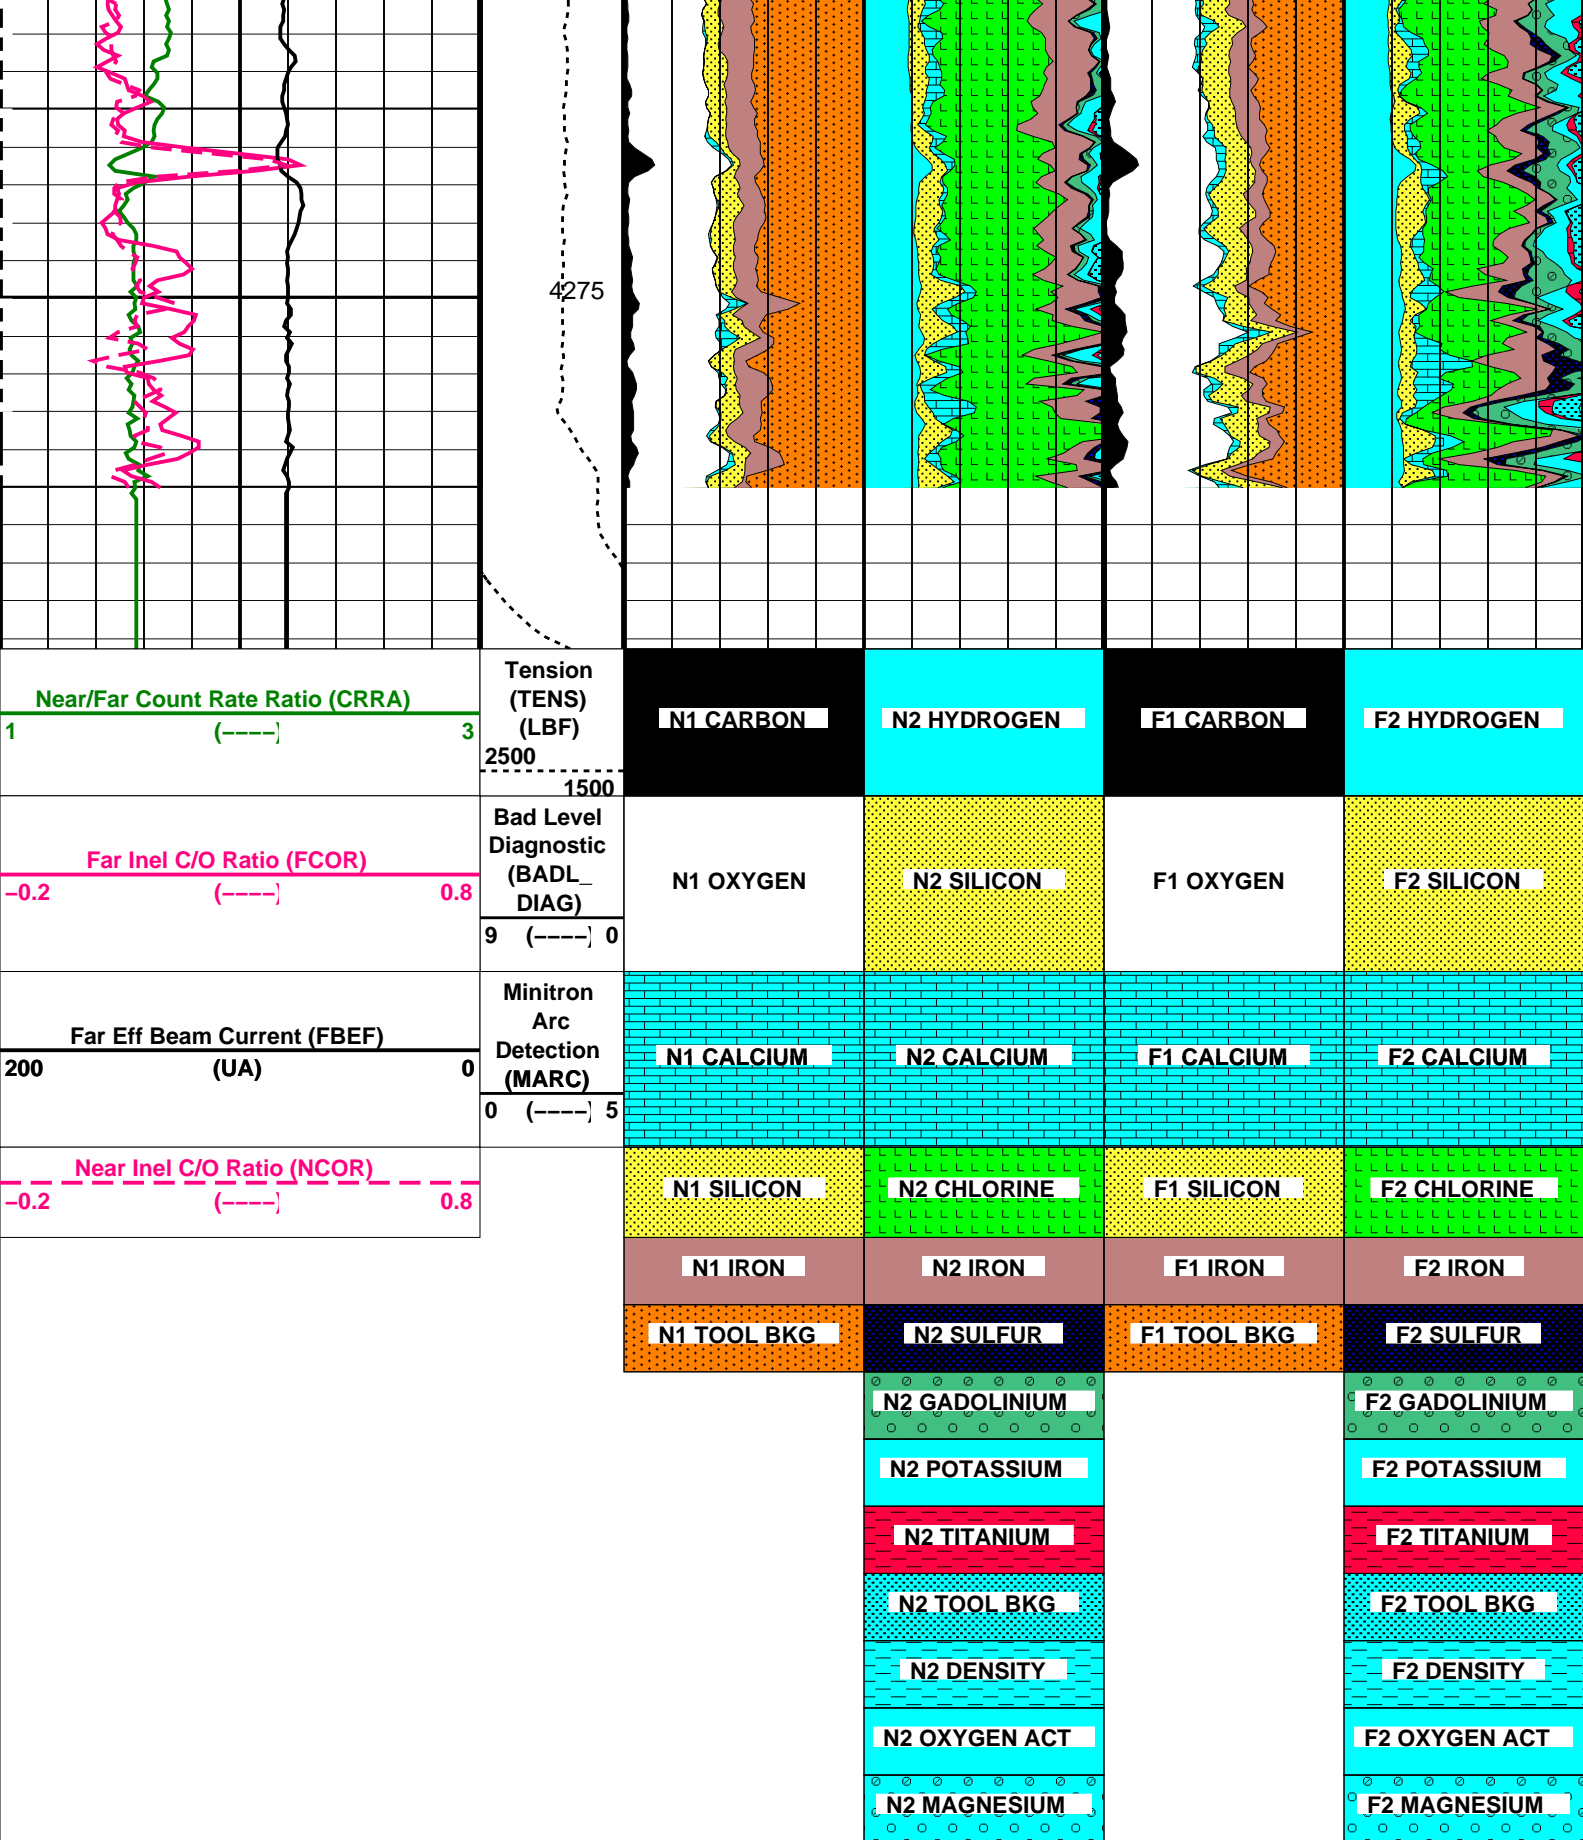 4275
Near/Far Count Rate Ratio (CRRA)
1 (----) 3
Tension
(TENS)
(LBF)
2500
1500
N1 CARBON
N2 HYDROGEN
F1 CARBON
F2 HYDROGEN
Far Inel C/O Ratio (FCOR)
−0.2 (----) 0.8
Bad Level
Diagnostic
(BADL_
DIAG)
9 (----) 0
N1 OXYGEN
N2 SILICON
F1 OXYGEN
F2 SILICON
Far Eff Beam Current (FBEF)
200 (UA) 0
Minitron
Arc
Detection
(MARC)
0 (----) 5
N1 CALCIUM
N2 CALCIUM
F1 CALCIUM
F2 CALCIUM
Near Inel C/O Ratio (NCOR)
−0.2 (----) 0.8
N1 SILICON
N2 CHLORINE
F1 SILICON
F2 CHLORINE
N1 IRON
N2 IRON
F1 IRON
F2 IRON
N1 TOOL BKG
N2 SULFUR
F1 TOOL BKG
F2 SULFUR
N2 GADOLINIUM
F2 GADOLINIUM
N2 POTASSIUM
F2 POTASSIUM
N2 TITANIUM
F2 TITANIUM
N2 TOOL BKG
F2 TOOL BKG
N2 DENSITY
F2 DENSITY
N2 OXYGEN ACT
F2 OXYGEN ACT
N2 MAGNESIUM
F2 MAGNESIUM